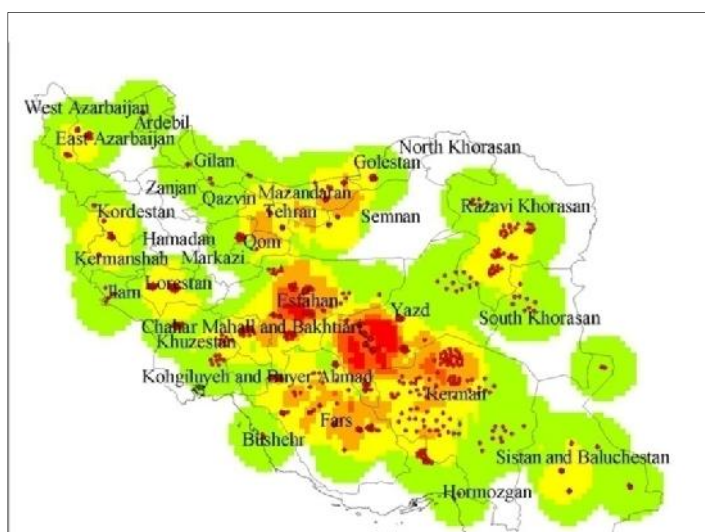 West Azarbaijan
Ardebil
East Azarbaijan
North Khorasan
Gilan
Golestan
Zanjan
Qazvin
Mazandaran
Razavi Khorasan
Kordestan
Tehran
Semnan
Hamadan
Qom
Kermanshah
Markazi
Ilam
Lorestan
Esfahan
Yazd
South Khorasan
Chahar Mahall and Bakhtiari
Khuzestan
Kohgiluyeh and Buyer Ahmad
Kerman
Fars
Bushehr
Sistan and Baluchestan
Hormozgan